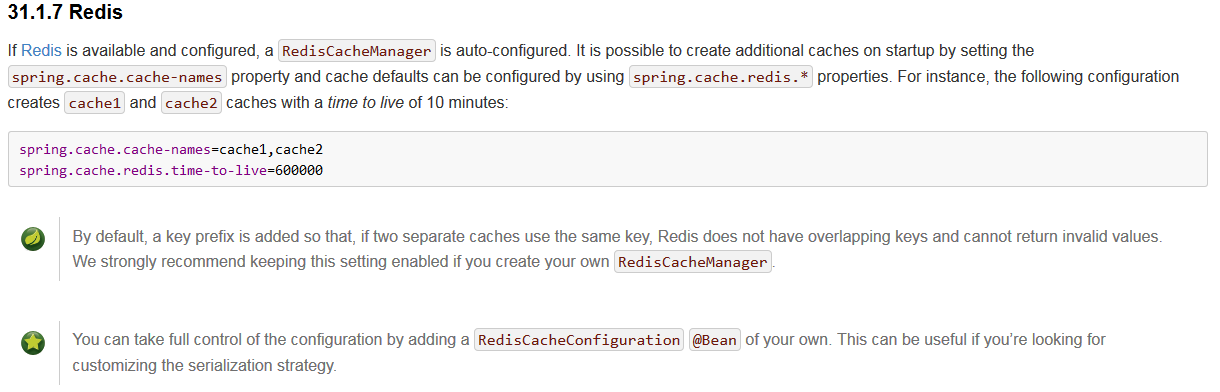 31.1.7 Redis
If Redis is available and configured, a RedisCacheManager is auto-configured. It is possible to create additional caches on startup by setting the
spring.cache.cache-names property and cache defaults can be configured by using spring.cache.redis.* properties. For instance, the following configuration
creates cache1 and cache2 caches with a time to live of 10 minutes:
spring.cache.cache-names=cache1,cache2
spring.cache.redis.time-to-live=600000
By default, a key prefix is added so that, if two separate caches use the same key, Redis does not have overlapping keys and cannot return invalid values.
We strongly recommend keeping this setting enabled if you create your own RedisCacheManager.
You can take full control of the configuration by adding a RedisCacheConfiguration @Bean of your own. This can be useful if you’re looking for
customizing the serialization strategy.